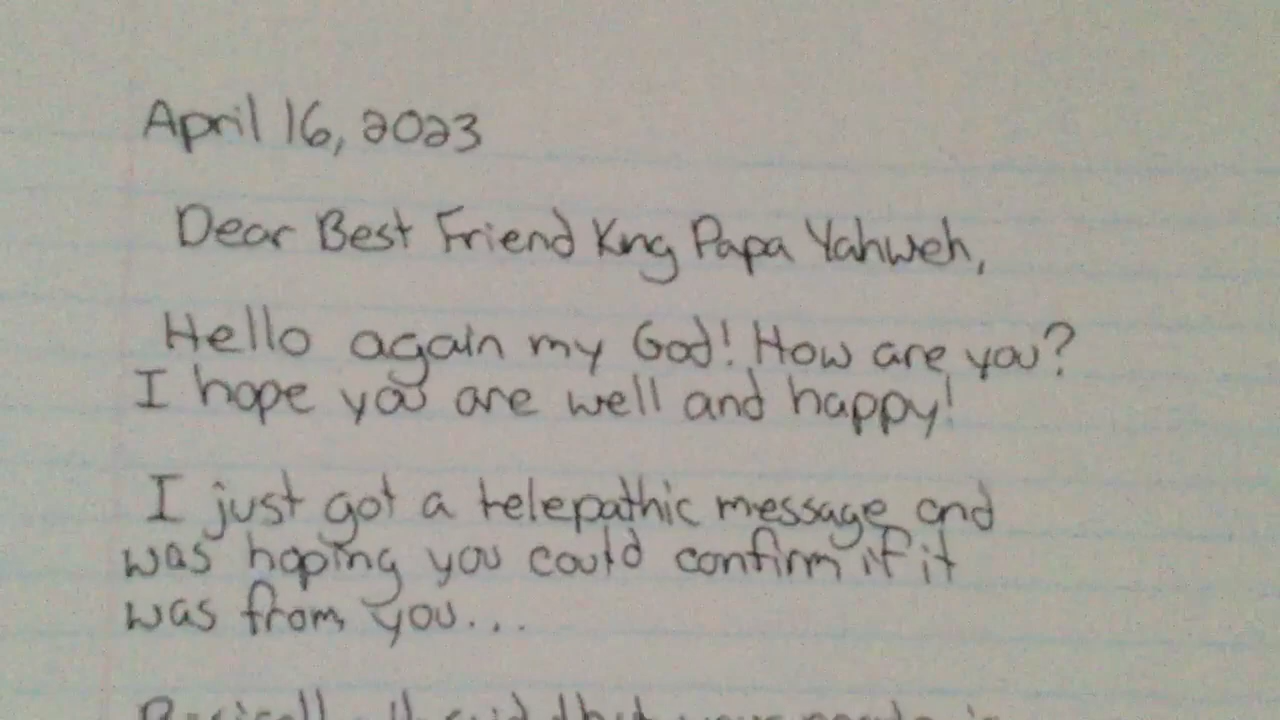 April 16, 2023
Dear Best Friend Kng Papa Yahweh,
Hello again my God! How are you?
I hope you are well and happy!
I just got a telepathic message and
was hoping you could confirm if it
was from you...